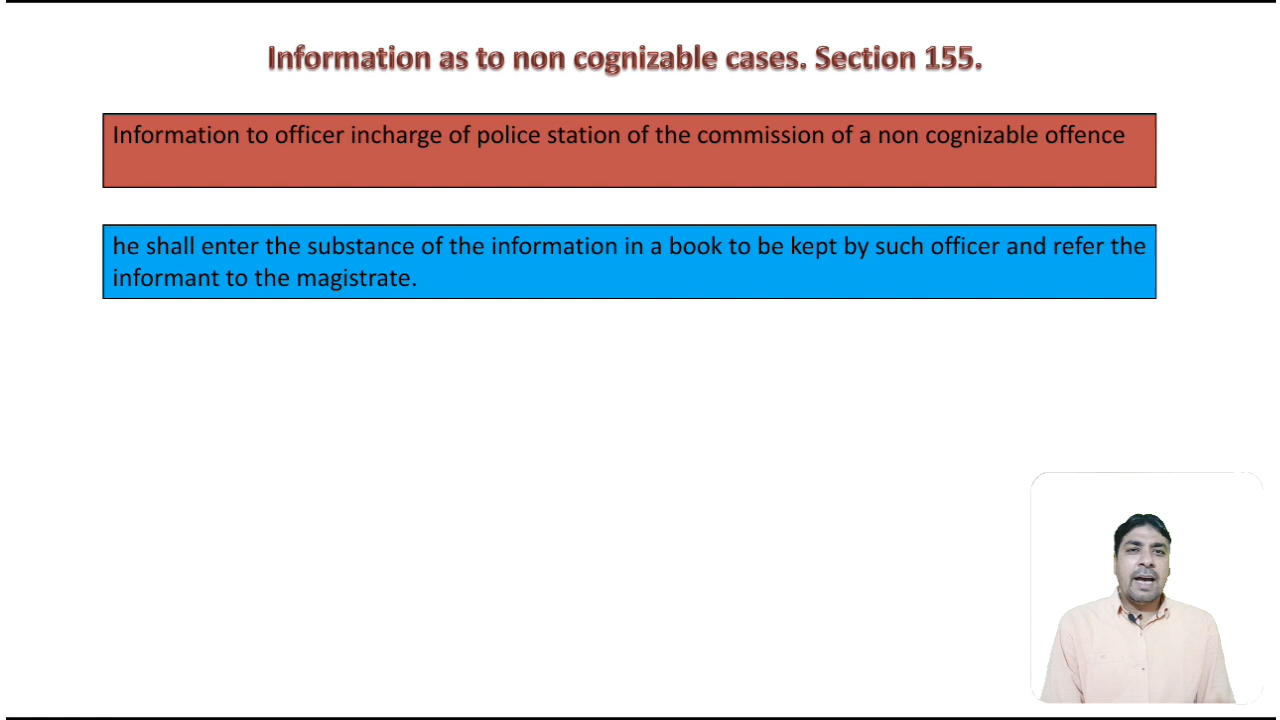 Information as to non cognizable cases. Section 155.
Information to officer incharge of police station of the commission of a non cognizable offence
he shall enter the substance of the information in a book to be kept by such officer and refer the
informant to the magistrate.